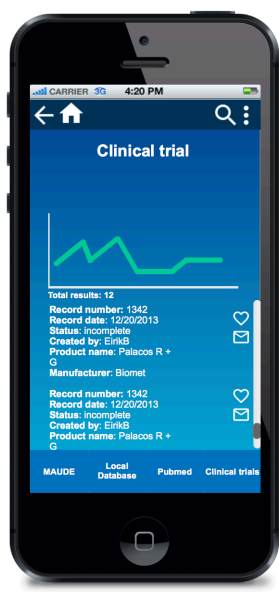 CARRIER 3G 4:20 PM
Clinical trial
Total results: 12
Record number: 1342
Record date: 12/20/2013
Status: incomplete
Created by: EirikB
Product name: Palacos R +
G
Manufacturer: Biomet
Record number: 1342
Record date: 12/20/2013
Status: incomplete
Created by: EirikB
Product name: Palacos R +
G
MAUDE
Local
Database
Pubmed
Clinical trials